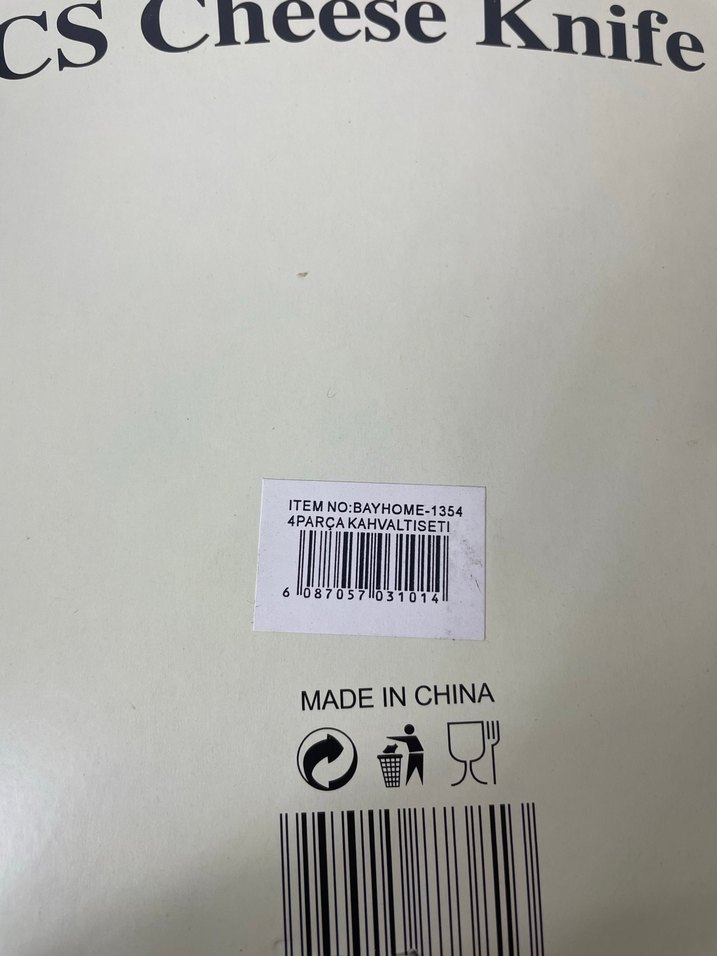 CS Cheese Knife
ITEM NO:BAYHOME-1354
4PARÇA KAHVALTISETI
6 087057 031014
MADE IN CHINA